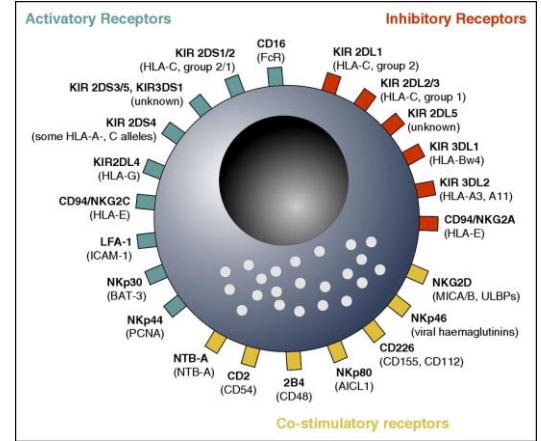 Activatory Receptors
Inhibitory Receptors
CD16
(FcR)
KIR 2DS1/2
(HLA-C, group 2/1)
KIR 2DS3/5, KIR3DS1
(unknown)
KIR 2DS4
(some HLA-A-, C alleles)
KIR2DL4
(HLA-G)
CD94/NKG2C
(HLA-E)
LFA-1
(ICAM-1)
NKp30
(BAT-3)
NKp44
(PCNA)
KIR 2DL1
(HLA-C, group 2)
KIR 2DL2/3
(HLA-C, group 1)
KIR 2DL5
(unknown)
KIR 3DL1
(HLA-Bw4)
KIR 3DL2
(HLA-A3, A11)
CD94/NKG2A
(HLA-E)
NKG2D
(MICA/B, ULBPs)
NKp46
(viral haemaglutinins)
CD226
(CD155, CD112)
NKp80
(AICL1)
2B4
(CD48)
CD2
(CD54)
NTB-A
(NTB-A)
Co-stimulatory receptors